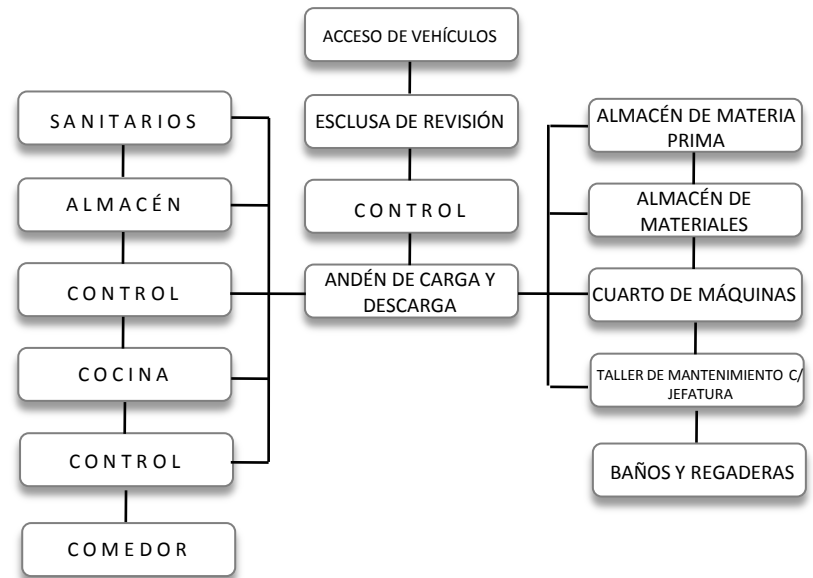 ACCESO DE VEHÍCULOS
ESCLUSA DE REVISIÓN
CONTROL
ANDÉN DE CARGA Y
DESCARGA
SANITARIOS
ALMACÉN
CONTROL
COCINA
CONTROL
COMEDOR
ALMACÉN DE MATERIA
PRIMA
ALMACÉN DE
MATERIALES
CUARTO DE MÁQUINAS
TALLER DE MANTENIMIENTO C/
JEFATURA
BAÑOS Y REGADERAS